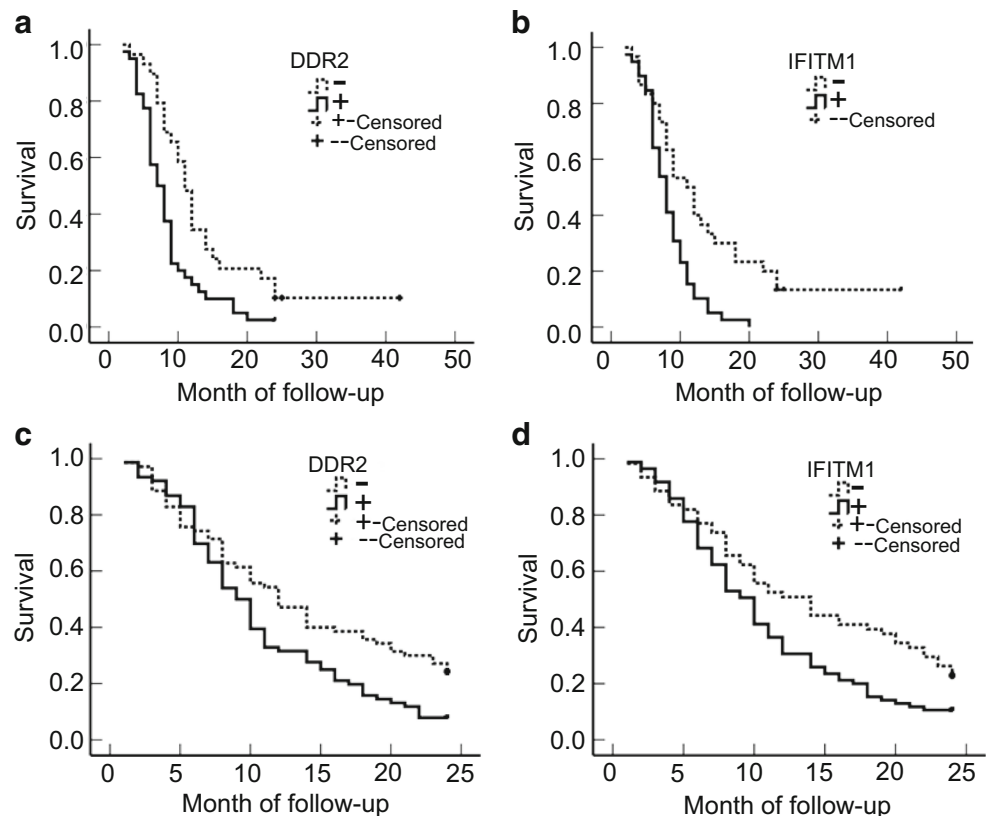 a
DDR2
-
+
+-Censored
--Censored
1.0
0.8
0.6
0.4
0.2
0.0
Survival
0 10 20 30 40 50
Month of follow-up
b
IFITM1
-
+
--Censored
1.0
0.8
0.6
0.4
0.2
0.0
Survival
0 10 20 30 40 50
Month of follow-up
c
DDR2
-
+
+-Censored
--Censored
1.0
0.8
0.6
0.4
0.2
0.0
Survival
0 5 10 15 20 25
Month of follow-up
d
IFITM1
-
+
+-Censored
--Censored
1.0
0.8
0.6
0.4
0.2
0.0
Survival
0 5 10 15 20 25
Month of follow-up